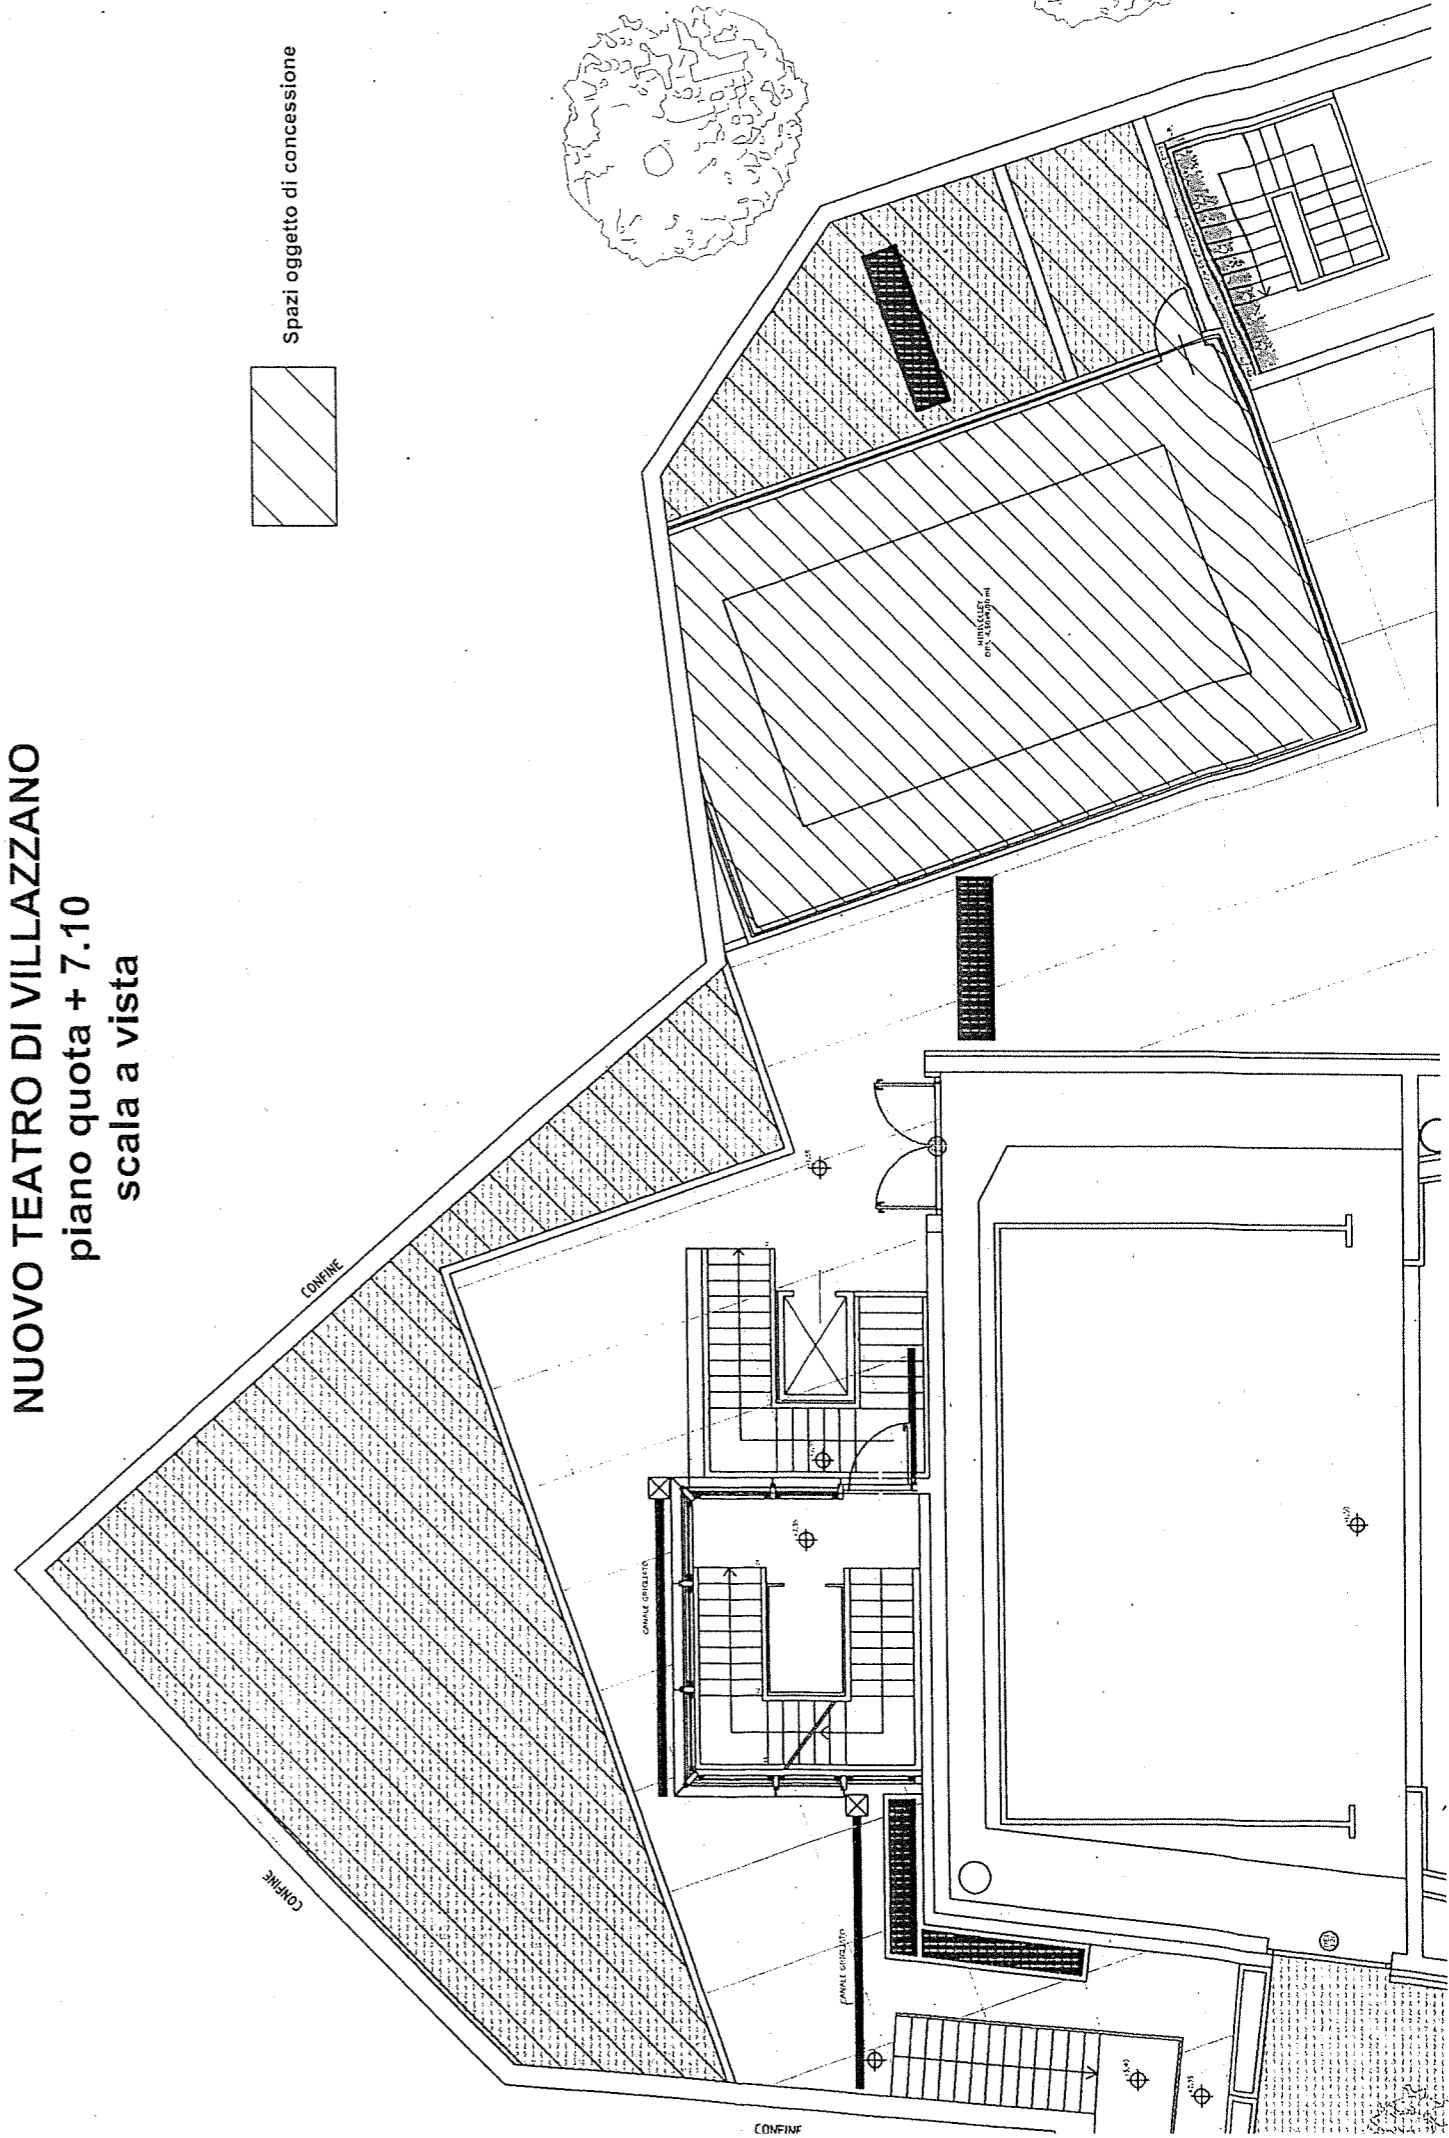 NUOVO TEATRO DI VILLAZZANO
piano quota + 7.10
scala a vista
Spazi oggetto di concessione
CONFINE
CONFINE
CONFINE
CANALE GRIGLIATO
CANALE GRIGLIATO
MINIVOLLEY